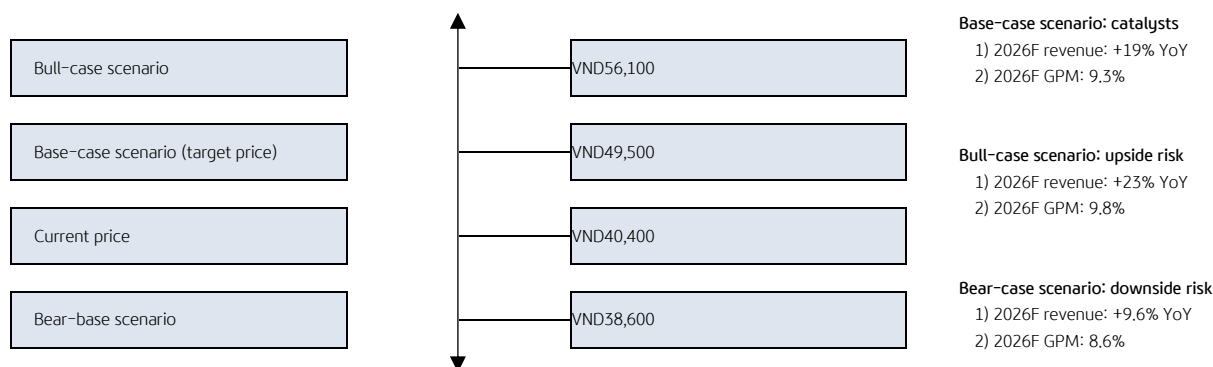 Bull-case scenario
VND56,100
Base-case scenario (target price)
VND49,500
Current price
VND40,400
Bear-base scenario
VND38,600
Base-case scenario: catalysts
1) 2026F revenue: +19% YoY
2) 2026F GPM: 9.3%
Bull-case scenario: upside risk
1) 2026F revenue: +23% YoY
2) 2026F GPM: 9.8%
Bear-case scenario: downside risk
1) 2026F revenue: +9.6% YoY
2) 2026F GPM: 8.6%